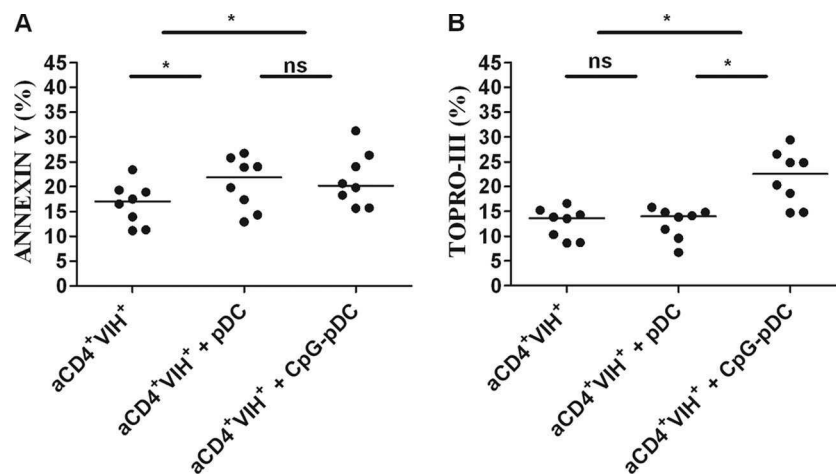 A
*
*
ns
ANNEXIN V (%)
45
40
35
30
25
20
15
10
5
0
aCD4⁺VIH⁺
aCD4⁺VIH⁺ + pDC
aCD4⁺VIH⁺ + CpG-pDC
B
*
ns
*
TOPRO-III (%)
45
40
35
30
25
20
15
10
5
0
aCD4⁺VIH⁺
aCD4⁺VIH⁺ + pDC
aCD4⁺VIH⁺ + CpG-pDC